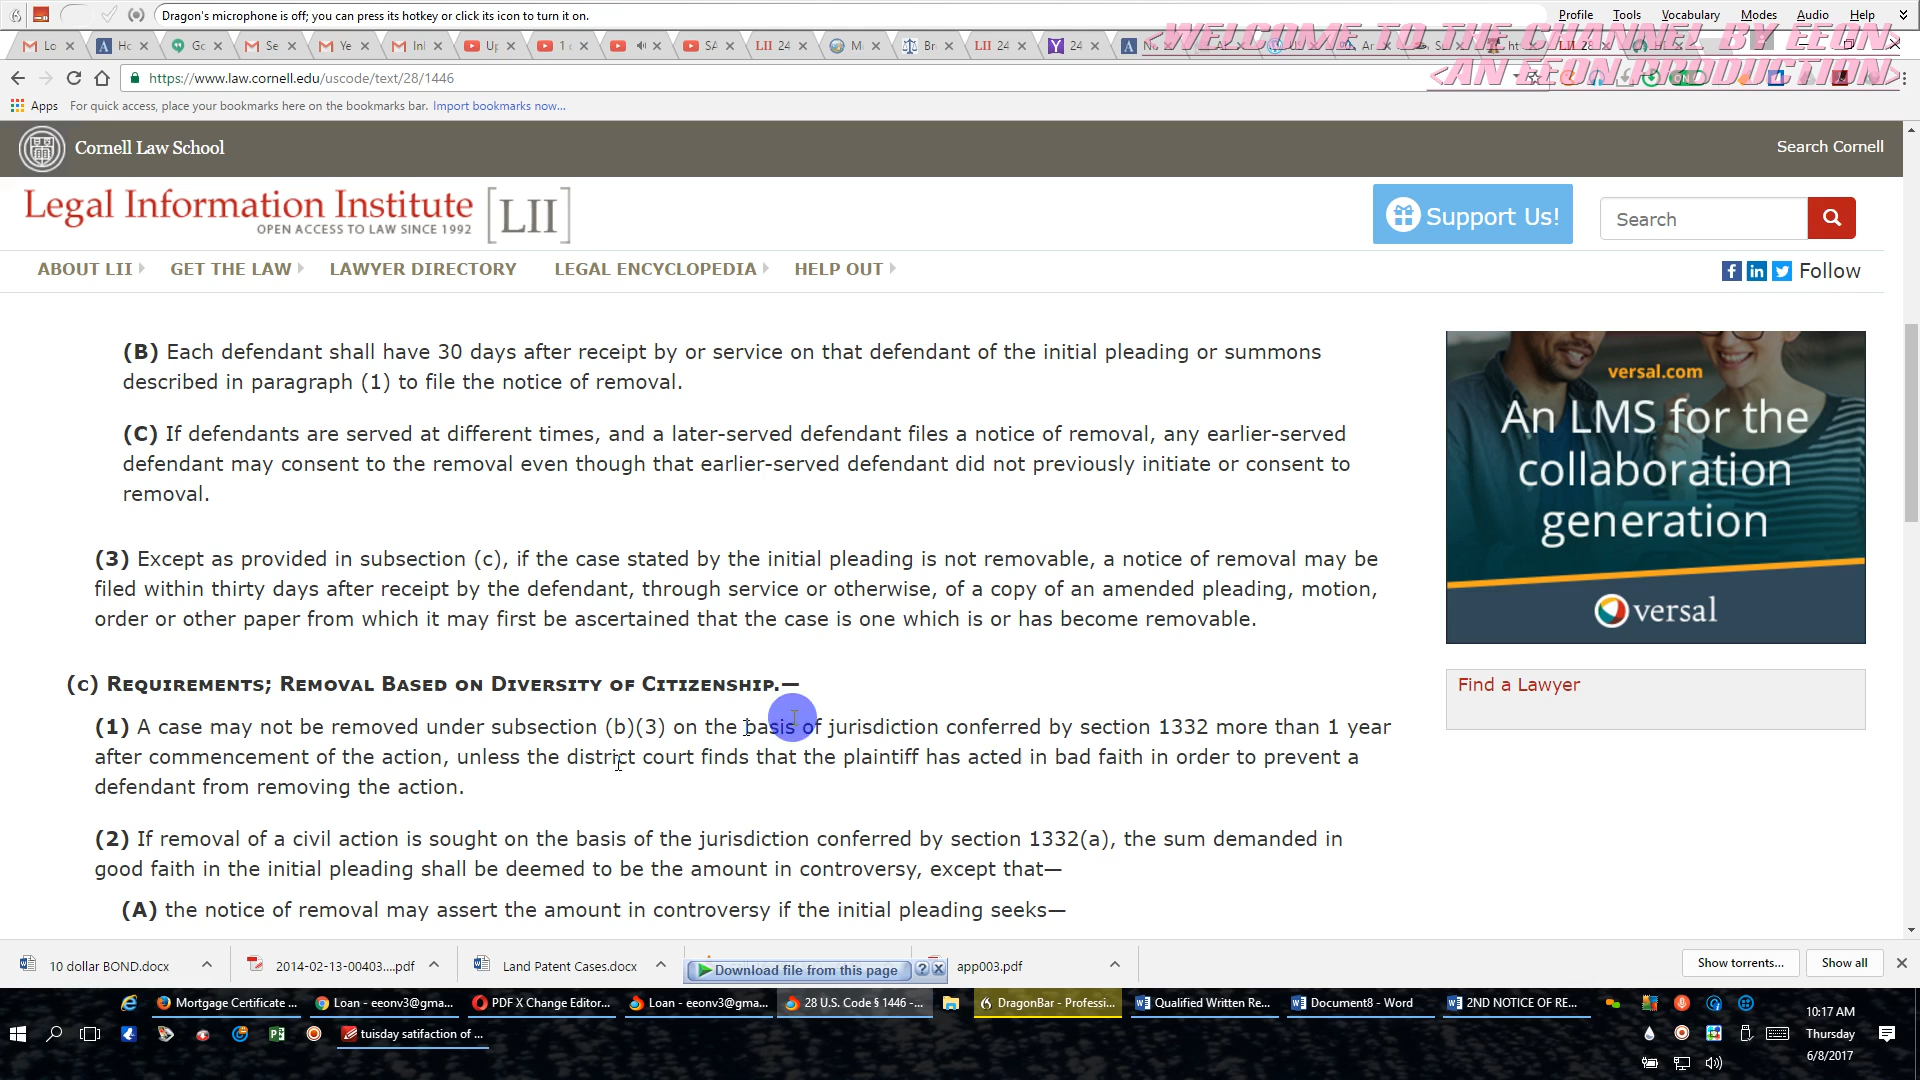 Dragon's microphone is off; you can press its hotkey or click its icon to turn it on.
Profile Tools Vocabulary Modes Audio Help
<WELCOME TO THE CHANNEL BY EEON>
<AN EEON PRODUCTION>
https://www.law.cornell.edu/uscode/text/28/1446
Apps For quick access, place your bookmarks here on the bookmarks bar. Import bookmarks now...
Cornell Law School
Search Cornell
Legal Information Institute [LII]
OPEN ACCESS TO LAW SINCE 1992
Support Us!
Search
ABOUT LII GET THE LAW LAWYER DIRECTORY LEGAL ENCYCLOPEDIA HELP OUT
Follow
(B) Each defendant shall have 30 days after receipt by or service on that defendant of the initial pleading or summons
described in paragraph (1) to file the notice of removal.
(C) If defendants are served at different times, and a later-served defendant files a notice of removal, any earlier-served
defendant may consent to the removal even though that earlier-served defendant did not previously initiate or consent to
removal.
(3) Except as provided in subsection (c), if the case stated by the initial pleading is not removable, a notice of removal may be
filed within thirty days after receipt by the defendant, through service or otherwise, of a copy of an amended pleading, motion,
order or other paper from which it may first be ascertained that the case is one which is or has become removable.
(c) Requirements; Removal Based on Diversity of Citizenship.—
(1) A case may not be removed under subsection (b)(3) on the basis of jurisdiction conferred by section 1332 more than 1 year
after commencement of the action, unless the district court finds that the plaintiff has acted in bad faith in order to prevent a
defendant from removing the action.
(2) If removal of a civil action is sought on the basis of the jurisdiction conferred by section 1332(a), the sum demanded in
good faith in the initial pleading shall be deemed to be the amount in controversy, except that—
(A) the notice of removal may assert the amount in controversy if the initial pleading seeks—
versal.com
An LMS for the
collaboration
generation
versal
Find a Lawyer
10 dollar BOND.docx
2014-02-13-00403....pdf
Land Patent Cases.docx
Download file from this page
app003.pdf
Show torrents...
Show all
Mortgage Certificate ...
Loan - eeonv3@gma...
PDF X Change Editor...
Loan - eeonv3@gma...
28 U.S. Code § 1446 -...
DragonBar - Professi...
Qualified Written Re...
Document8 - Word
2ND NOTICE OF RE...
tuisday satifaction of ...
10:17 AM
Thursday
6/8/2017